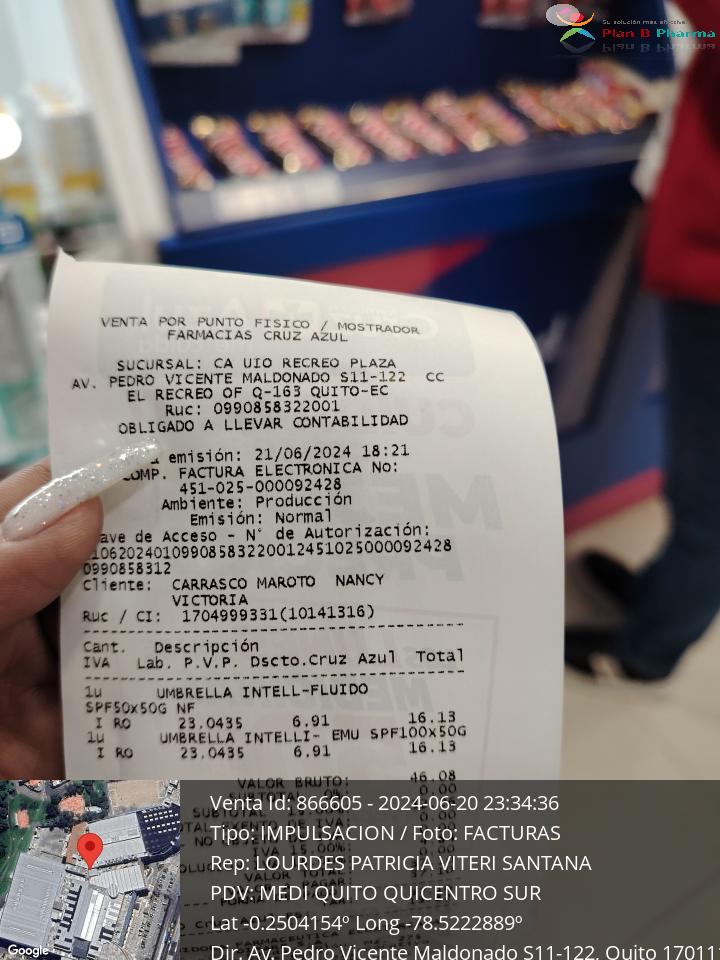 Su solución más efectiva
Plan B Pharma
VENTA POR PUNTO FISICO / MOSTRADOR
FARMACIAS CRUZ AZUL
SUCURSAL: CA UIO RECREO PLAZA
AV. PEDRO VICENTE MALDONADO S11-122 CC
EL RECREO OF Q-163 QUITO-EC
Ruc: 0990858322001
OBLIGADO A LLEVAR CONTABILIDAD
emisión: 21/06/2024 18:21
COMP. FACTURA ELECTRONICA No:
451-025-000092428
Ambiente: Producción
Emisión: Normal
ave de Acceso - N° de Autorización:
10620240109908583220012451025000092428
0990858312
Cliente: CARRASCO MAROTO NANCY
VICTORIA
Ruc / CI: 1704999331(10141316)
Cant. Descripción
IVA Lab. P.V.P. Dscto.Cruz Azul Total
1u UMBRELLA INTELL-FLUIDO
SPF50x50G NF
I RO 23.0435 6.91 16.13
1u UMBRELLA INTELLI- EMU SPF100x50G
I RO 23.0435 6.91 16.13
VALOR BRUTO: 46.08
Venta Id: 866605 - 2024-06-20 23:34:36
Tipo: IMPULSACION / Foto: FACTURAS
Rep: LOURDES PATRICIA VITERI SANTANA
PDV: MEDI QUITO QUICENTRO SUR
Lat -0.2504154º Long -78.5222889º
Dir. Av. Pedro Vicente Maldonado S11-122, Quito 17011
Google